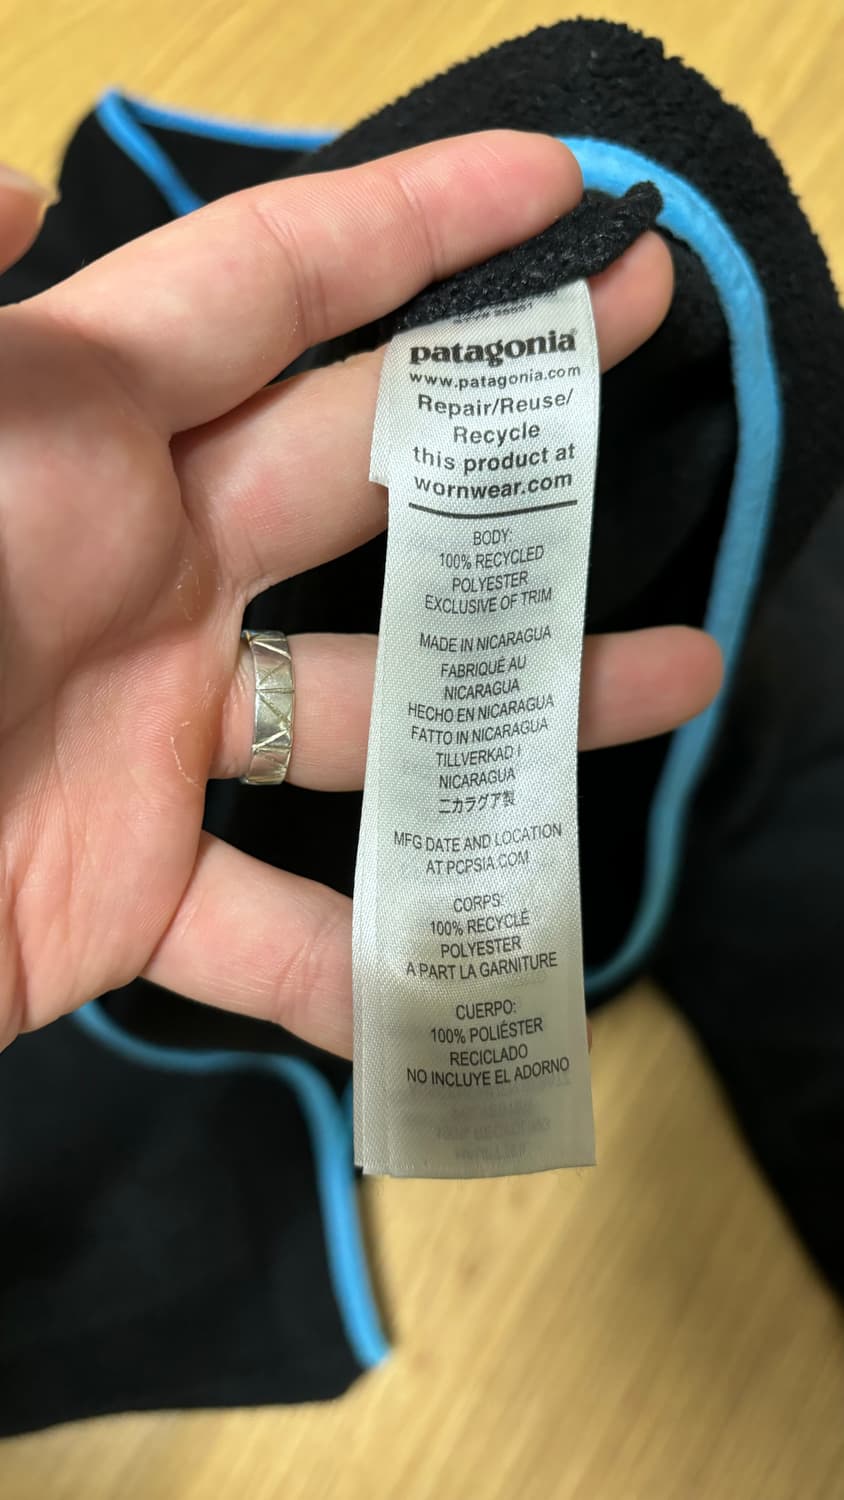 patagonia®
www.patagonia.com
Repair/Reuse/
Recycle
this product at
wornwear.com
BODY:
100% RECYCLED
POLYESTER
EXCLUSIVE OF TRIM
MADE IN NICARAGUA
FABRIQUÉ AU
NICARAGUA
HECHO EN NICARAGUA
FATTO IN NICARAGUA
TILLVERKAD I
NICARAGUA
ニカラグア製
MFG DATE AND LOCATION
AT PCPSIA.COM
CORPS:
100% RECYCLÉ
POLYESTER
A PART LA GARNITURE
CUERPO:
100% POLIÉSTER
RECICLADO
NO INCLUYE EL ADORNO